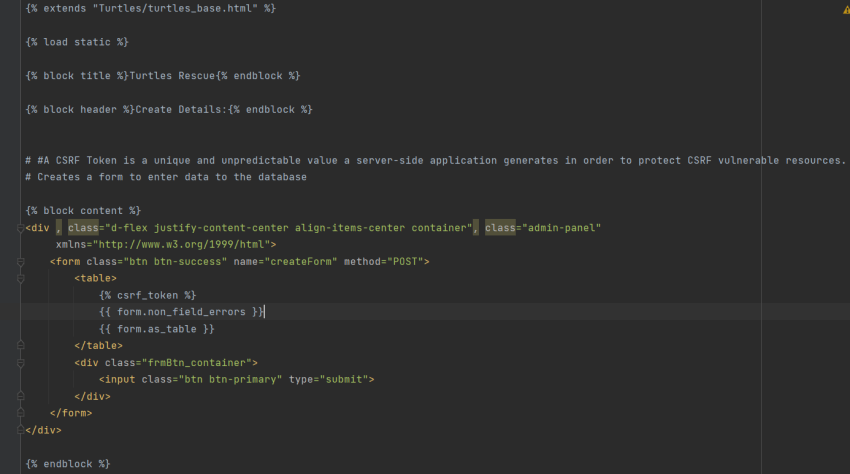 {% extends "Turtles/turtles_base.html" %}
{% load static %}
{% block title %}Turtles Rescue{% endblock %}
{% block header %}Create Details:{% endblock %}
# #A CSRF Token is a unique and unpredictable value a server-side application generates in order to protect CSRF vulnerable resources.
# Creates a form to enter data to the database
{% block content %}
<div , class="d-flex justify-content-center align-items-center container", class="admin-panel"
xmlns="http://www.w3.org/1999/html">
<form class="btn btn-success" name="createForm" method="POST">
<table>
{% csrf_token %}
{{ form.non_field_errors }}
{{ form.as_table }}
</table>
<div class="frmBtn_container">
<input class="btn btn-primary" type="submit">
</div>
</form>
</div>
{% endblock %}